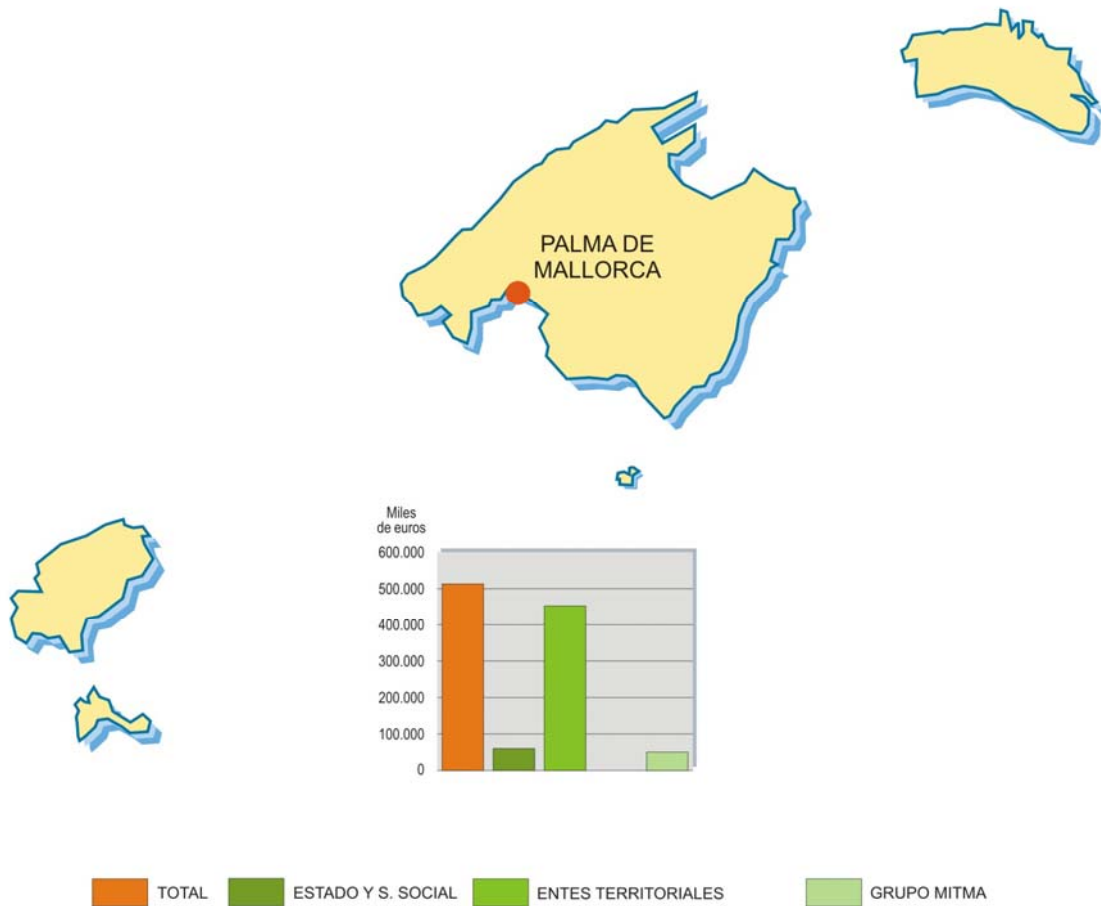 PALMA DE
MALLORCA
Miles
de euros
600.000
500.000
400.000
300.000
200.000
100.000
0
TOTAL
ESTADO Y S. SOCIAL
ENTES TERRITORIALES
GRUPO MITMA